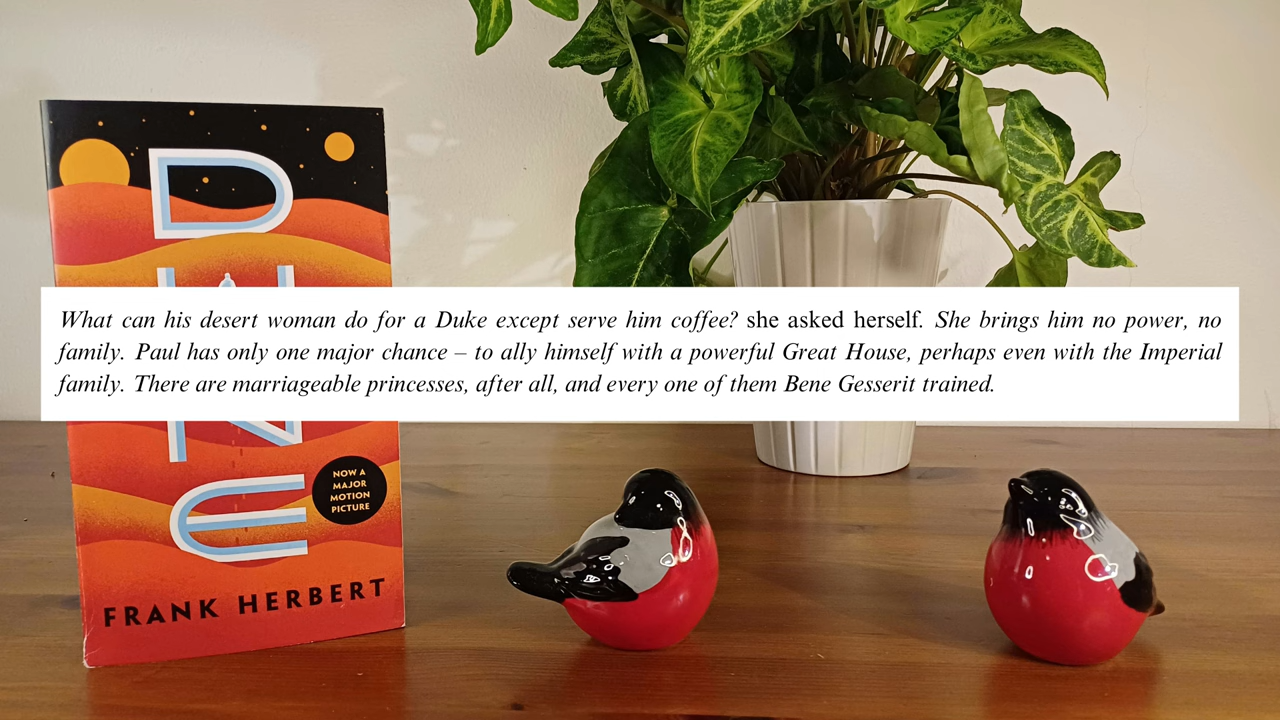 D
What can his desert woman do for a Duke except serve him coffee? she asked herself. She brings him no power, no
family. Paul has only one major chance – to ally himself with a powerful Great House, perhaps even with the Imperial
family. There are marriageable princesses, after all, and every one of them Bene Gesserit trained.
N
E
NOW A
MAJOR
MOTION
PICTURE
FRANK HERBERT